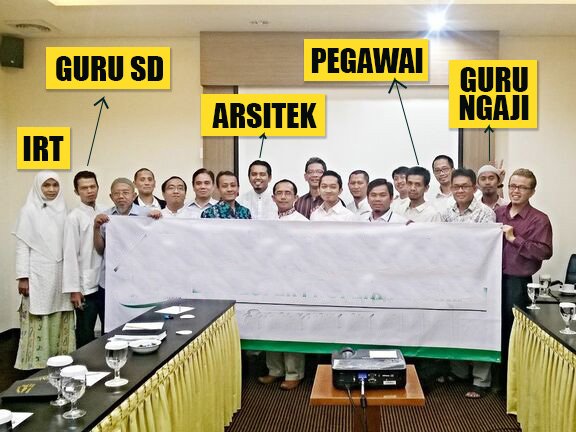 GURU SD
PEGAWAI
GURU
NGAJI
ARSITEK
IRT